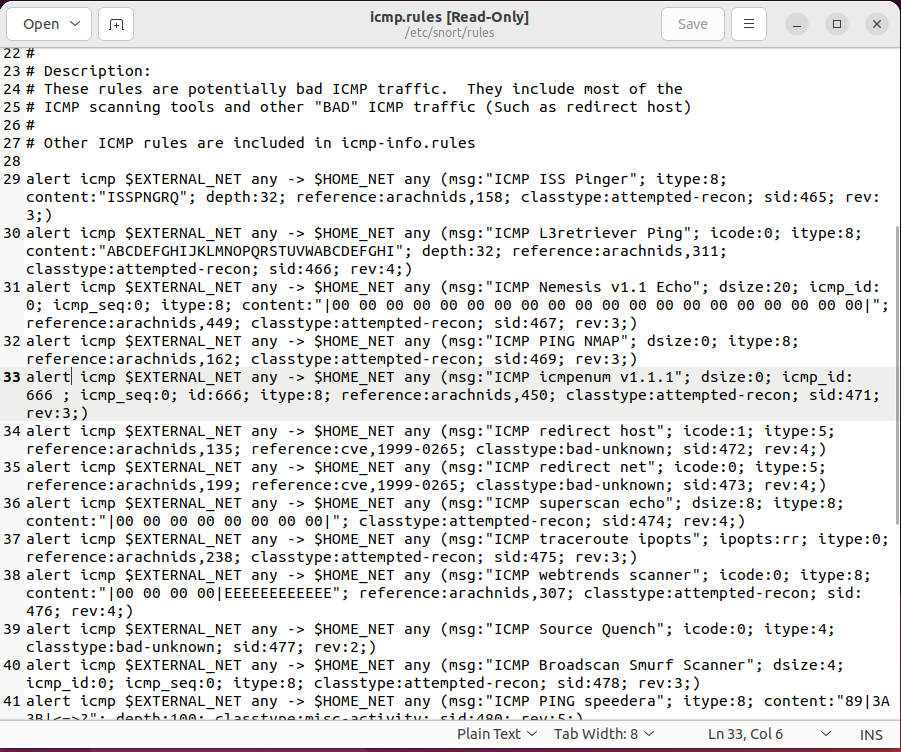 Open
icmp.rules [Read-Only]
/etc/snort/rules
Save
22 #
23 # Description:
24 # These rules are potentially bad ICMP traffic.  They include most of the
25 # ICMP scanning tools and other "BAD" ICMP traffic (Such as redirect host)
26 #
27 # Other ICMP rules are included in icmp-info.rules
28
29 alert icmp $EXTERNAL_NET any -> $HOME_NET any (msg:"ICMP ISS Pinger"; itype:8;
content:"ISSPNGRQ"; depth:32; reference:arachnids,158; classtype:attempted-recon; sid:465; rev:
3;)
30 alert icmp $EXTERNAL_NET any -> $HOME_NET any (msg:"ICMP L3retriever Ping"; icode:0; itype:8;
content:"ABCDEFGHIJKLMNOPQRSTUVWABCDEFGHI"; depth:32; reference:arachnids,311;
classtype:attempted-recon; sid:466; rev:4;)
31 alert icmp $EXTERNAL_NET any -> $HOME_NET any (msg:"ICMP Nemesis v1.1 Echo"; dsize:20; icmp_id:
0; icmp_seq:0; itype:8; content:"|00 00 00 00 00 00 00 00 00 00 00 00 00 00 00 00 00 00 00 00|";
reference:arachnids,449; classtype:attempted-recon; sid:467; rev:3;)
32 alert icmp $EXTERNAL_NET any -> $HOME_NET any (msg:"ICMP PING NMAP"; dsize:0; itype:8;
reference:arachnids,162; classtype:attempted-recon; sid:469; rev:3;)
33 alert icmp $EXTERNAL_NET any -> $HOME_NET any (msg:"ICMP icmpenum v1.1.1"; dsize:0; icmp_id:
666 ; icmp_seq:0; id:666; itype:8; reference:arachnids,450; classtype:attempted-recon; sid:471;
rev:3;)
34 alert icmp $EXTERNAL_NET any -> $HOME_NET any (msg:"ICMP redirect host"; icode:1; itype:5;
reference:arachnids,135; reference:cve,1999-0265; classtype:bad-unknown; sid:472; rev:4;)
35 alert icmp $EXTERNAL_NET any -> $HOME_NET any (msg:"ICMP redirect net"; icode:0; itype:5;
reference:arachnids,199; reference:cve,1999-0265; classtype:bad-unknown; sid:473; rev:4;)
36 alert icmp $EXTERNAL_NET any -> $HOME_NET any (msg:"ICMP superscan echo"; dsize:8; itype:8;
content:"|00 00 00 00 00 00 00 00|"; classtype:attempted-recon; sid:474; rev:4;)
37 alert icmp $EXTERNAL_NET any -> $HOME_NET any (msg:"ICMP traceroute ipopts"; ipopts:rr; itype:0;
reference:arachnids,238; classtype:attempted-recon; sid:475; rev:3;)
38 alert icmp $EXTERNAL_NET any -> $HOME_NET any (msg:"ICMP webtrends scanner"; icode:0; itype:8;
content:"|00 00 00 00|EEEEEEEEEEEE"; reference:arachnids,307; classtype:attempted-recon; sid:
476; rev:4;)
39 alert icmp $EXTERNAL_NET any -> $HOME_NET any (msg:"ICMP Source Quench"; icode:0; itype:4;
classtype:bad-unknown; sid:477; rev:2;)
40 alert icmp $EXTERNAL_NET any -> $HOME_NET any (msg:"ICMP Broadscan Smurf Scanner"; dsize:4;
icmp_id:0; icmp_seq:0; itype:8; classtype:attempted-recon; sid:478; rev:3;)
41 alert icmp $EXTERNAL_NET any -> $HOME_NET any (msg:"ICMP PING speedera"; itype:8; content:"89|3A
3B|<=>?"; depth:100; classtype:misc-activity; sid:480; rev:5;)
Plain Text
Tab Width: 8
Ln 33, Col 6
INS